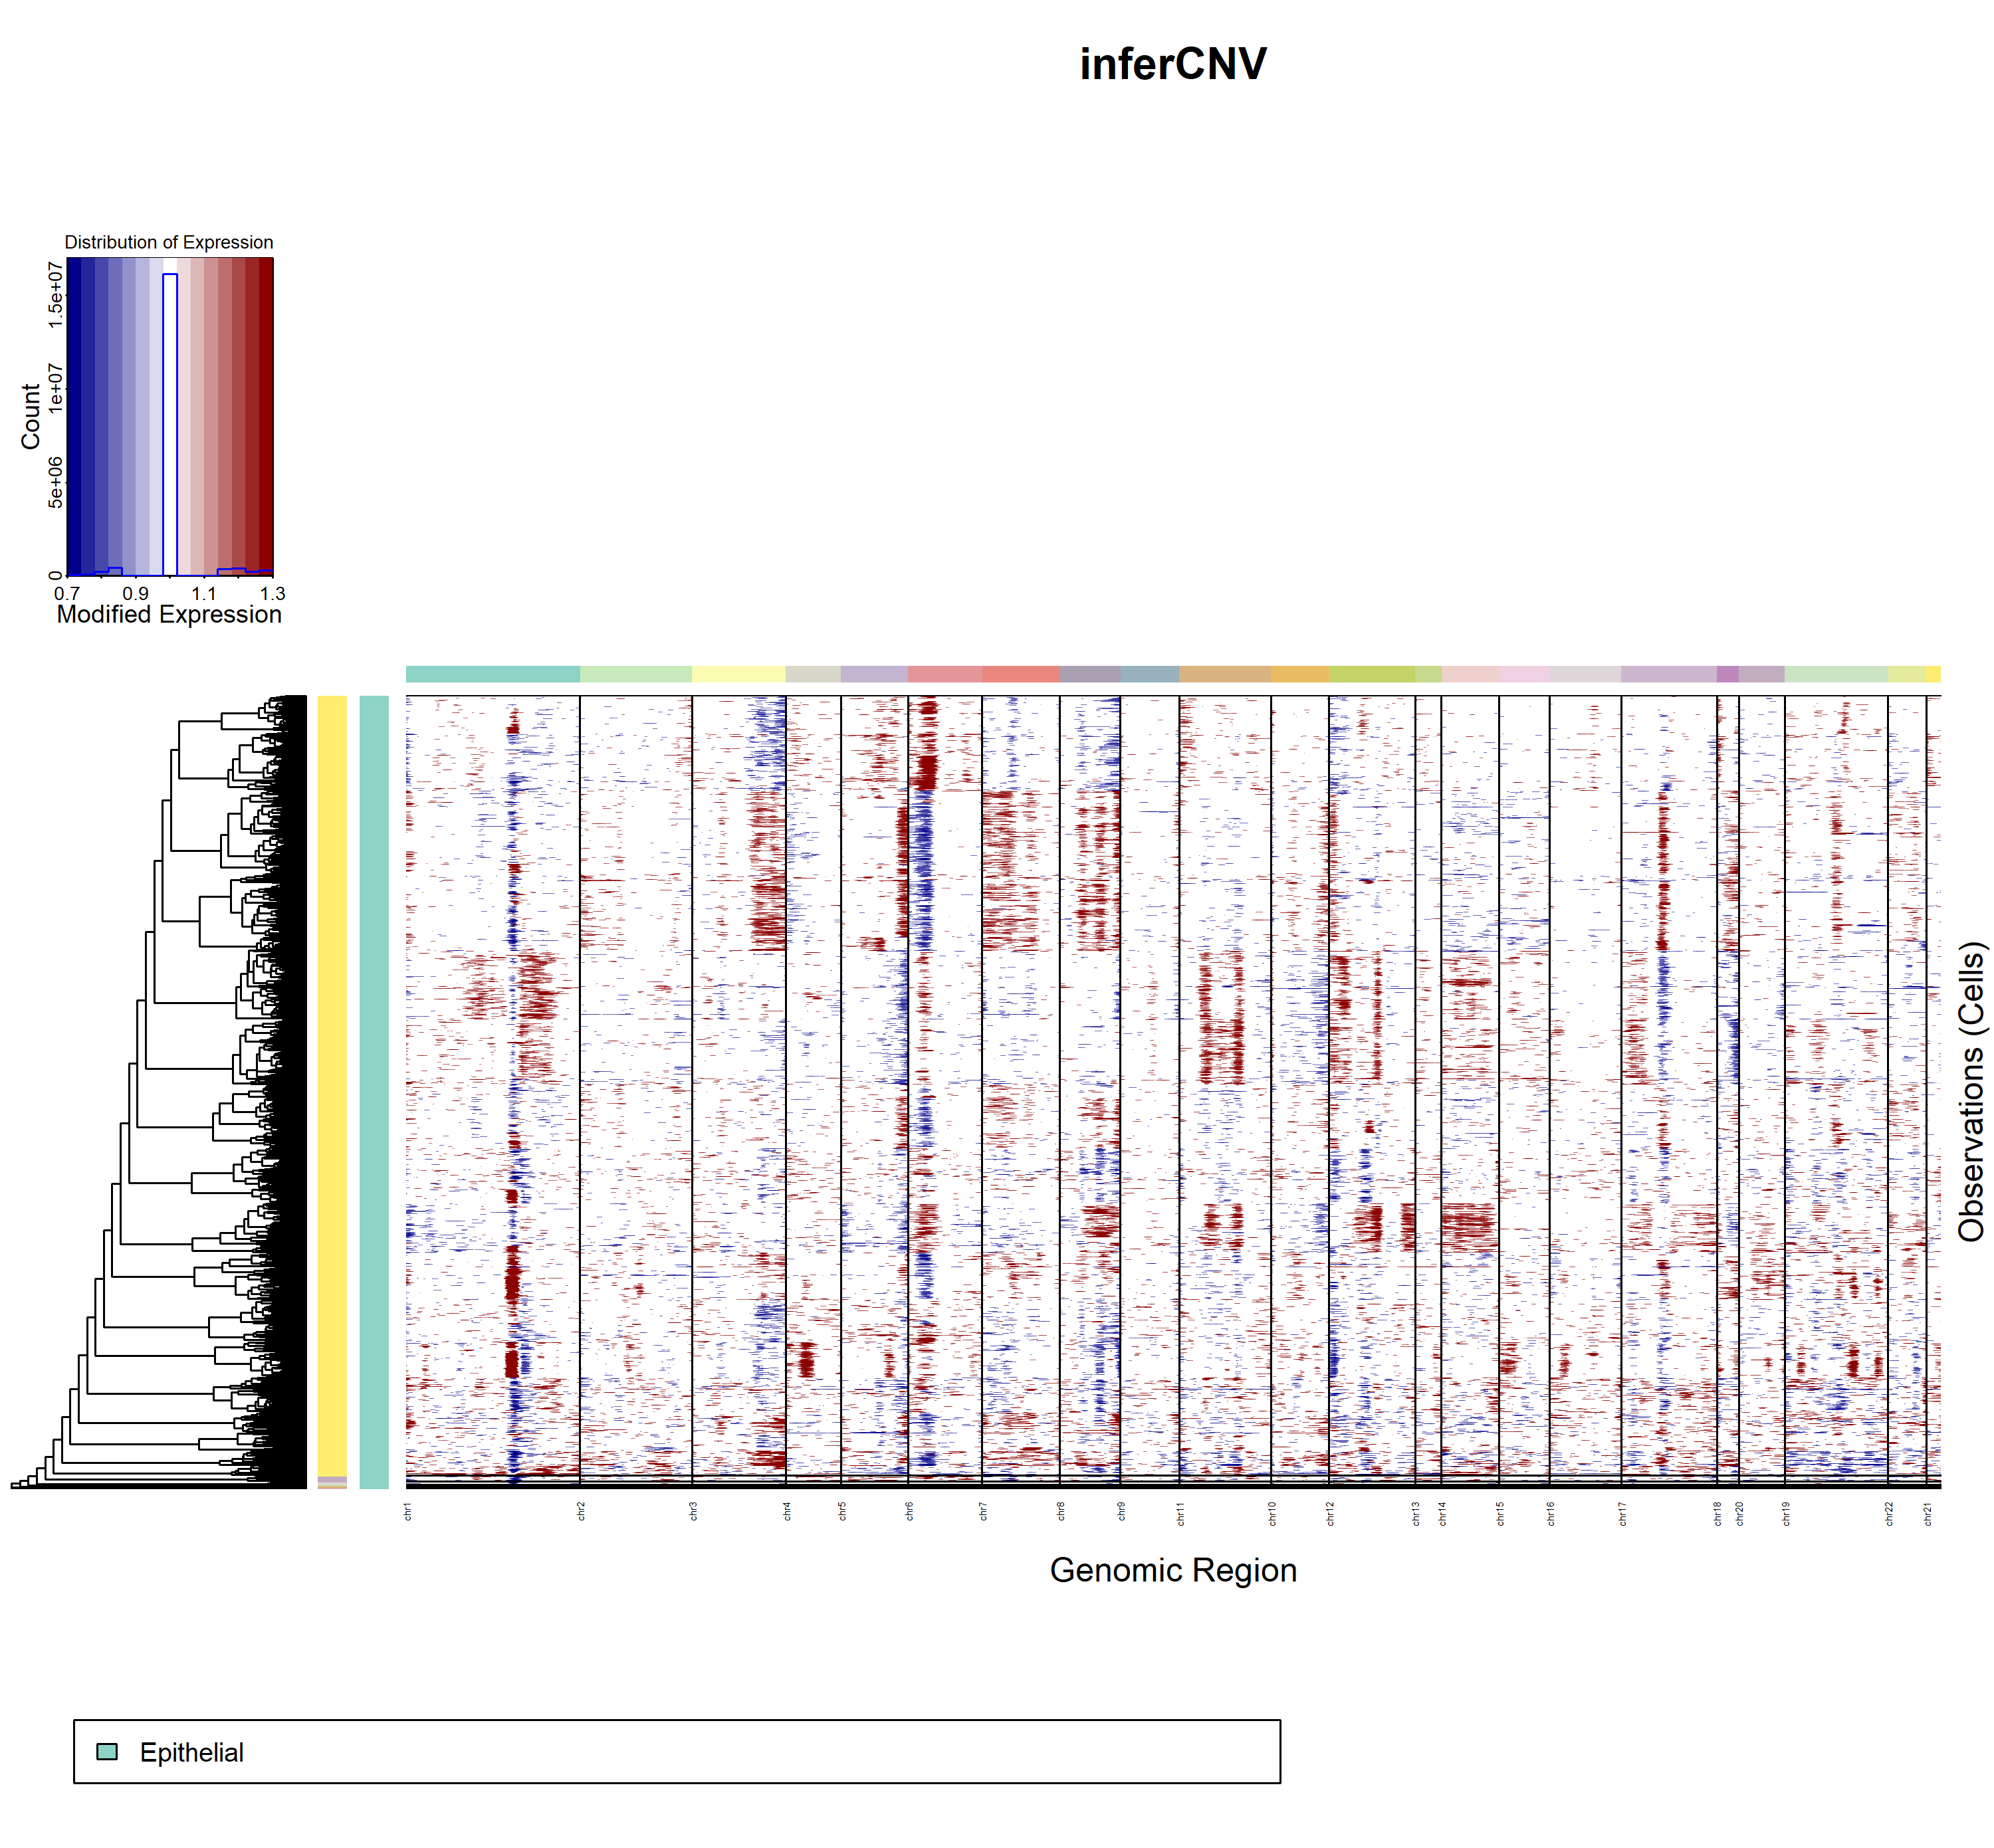 inferCNV
Distribution of Expression
Count
0
5e+06
1e+07
1.5e+07
0.7 0.9 1.1 1.3
Modified Expression
Observations (Cells)
chr1 chr2 chr3 chr4 chr5 chr6 chr7 chr8 chr9 chr11 chr10 chr12 chr13 chr14 chr15 chr16 chr17 chr18 chr20 chr19 chr22 chr21
Genomic Region
Epithelial